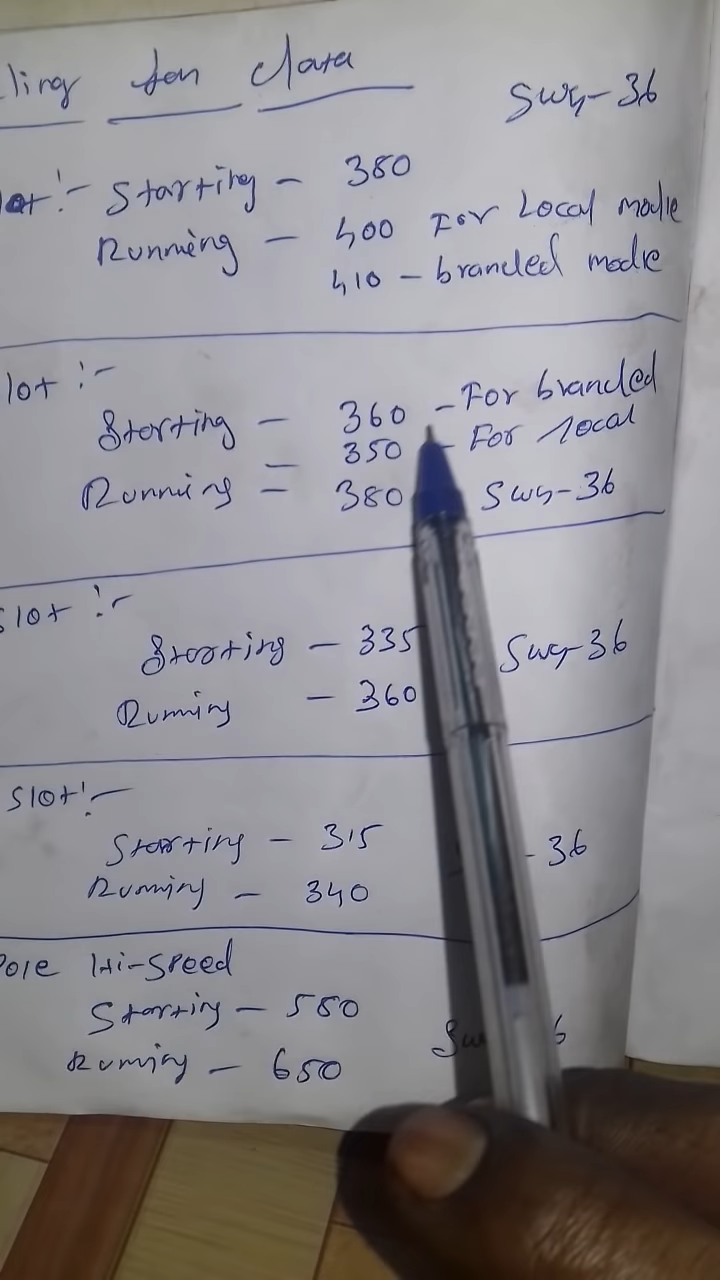 ling fan data
Swg-36
lot:- Starting - 380
Running - 400 For Local modle
410 - branded modle
lot :-
Starting - 360 - For branded
350 - For local
Running = 380 Swg-36
Slot :-
Starting - 335 Swg-36
Running - 360
Slot:-
Starting - 315 - 36
Running - 340
Pole Hi-Speed
Starting - 550
Running - 650